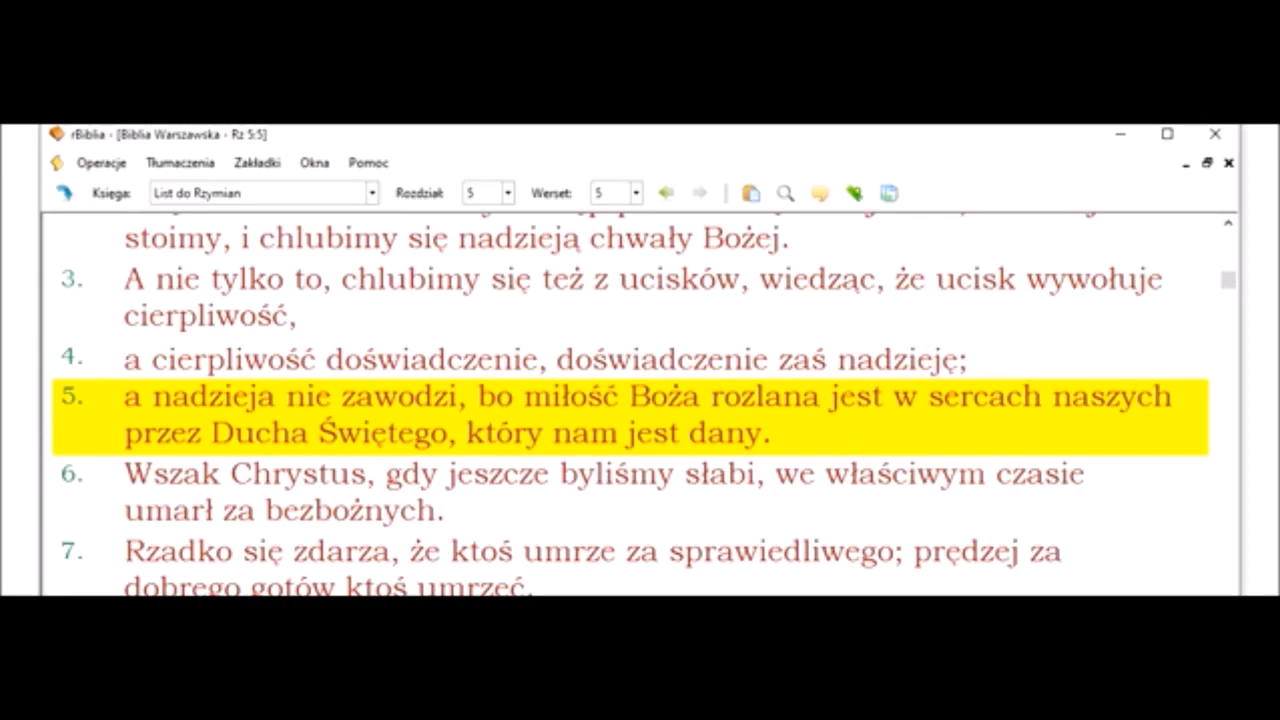 rBiblia - [Biblia Warszawska - Rz 5:5]
Operacje Tłumaczenia Zakładki Okna Pomoc
Księga: List do Rzymian Rozdział: 5 Werset: 5
stoimy, i chlubimy się nadzieją chwały Bożej.
3. A nie tylko to, chlubimy się też z ucisków, wiedząc, że ucisk wywołuje
cierpliwość,
4. a cierpliwość doświadczenie, doświadczenie zaś nadzieję;
5. a nadzieja nie zawodzi, bo miłość Boża rozlana jest w sercach naszych
przez Ducha Świętego, który nam jest dany.
6. Wszak Chrystus, gdy jeszcze byliśmy słabi, we właściwym czasie
umarł za bezbożnych.
7. Rzadko się zdarza, że ktoś umrze za sprawiedliwego; prędzej za
dobrego gotów ktoś umrzeć.